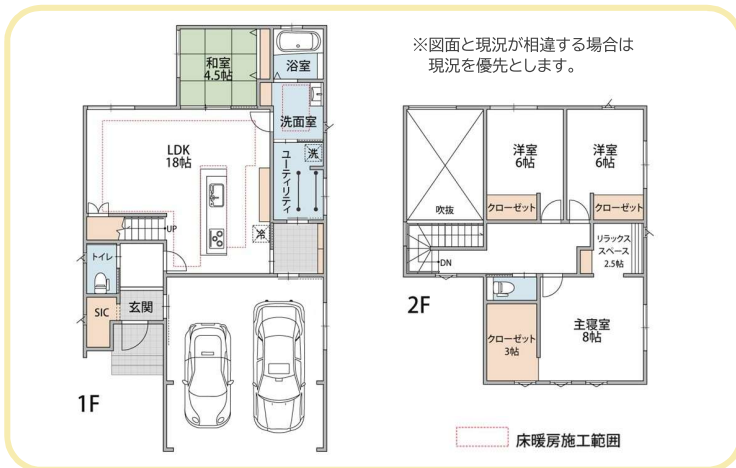 ※図面と現況が相違する場合は
現況を優先とします。
和室
4.5帖
浴室
洗面室
LDK
18帖
ユーティリティ
洗
冷
UP
トイレ
SIC
玄関
1F
吹抜
洋室
6帖
洋室
6帖
クローゼット
クローゼット
DN
リラックス
スペース
2.5帖
2F
クローゼット
3帖
主寝室
8帖
床暖房施工範囲